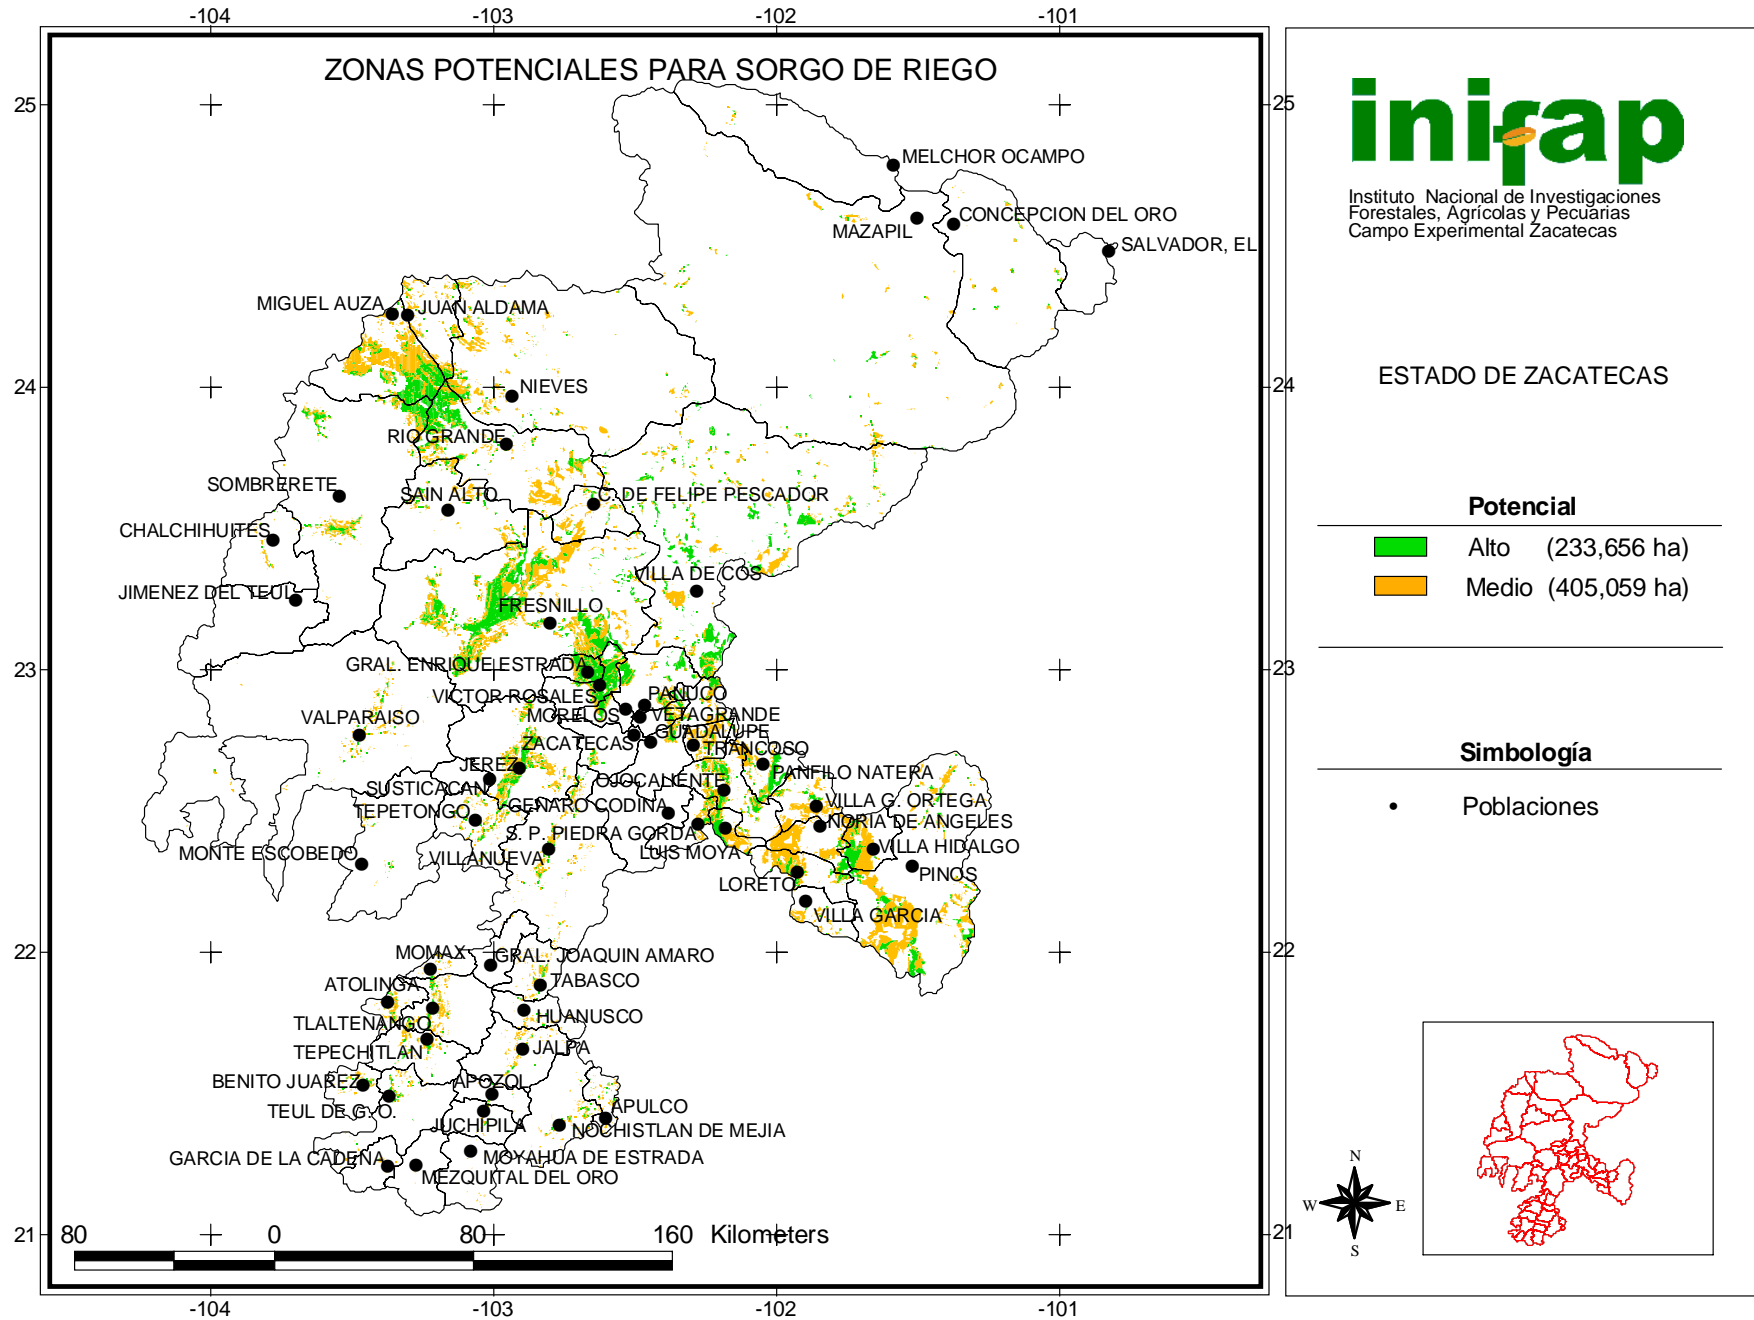 -104 -103 -102 -101
ZONAS POTENCIALES PARA SORGO DE RIEGO
25 25
MELCHOR OCAMPO
CONCEPCION DEL ORO
MAZAPIL
SALVADOR, EL
MIGUEL AUZA
JUAN ALDAMA
24 24
NIEVES
RIO GRANDE
SOMBRERETE
SAIN ALTO
C. DE FELIPE PESCADOR
CHALCHIHUITES
VILLA DE COS
JIMENEZ DEL TEUL
FRESNILLO
23 23
GRAL. ENRIQUE ESTRADA
VICTOR ROSALES
PANUCO
MORELOS
VETAGRANDE
VALPARAISO
GUADALUPE
ZACATECAS
TRANCOSO
JEREZ
PANFILO NATERA
SUSTICACAN
OJOCALIENTE
TEPETONGO
GENARO CODINA
VILLA G. ORTEGA
NORIA DE ANGELES
S. P. PIEDRA GORDA
VILLA HIDALGO
MONTE ESCOBEDO
VILLANUEVA
LUIS MOYA
PINOS
LORETO
VILLA GARCIA
22 22
MOMAX
GRAL. JOAQUIN AMARO
ATOLINGA
TABASCO
TLALTENANGO
HUANUSCO
TEPECHITLAN
JALPA
BENITO JUAREZ
APOZOL
TEUL DE G. O.
APULCO
JUCHIPILA
NOCHISTLAN DE MEJIA
GARCIA DE LA CADENA
MOYAHUA DE ESTRADA
MEZQUITAL DEL ORO
21 21
80 0 80 160 Kilometers
-104 -103 -102 -101
inifap
Instituto Nacional de Investigaciones
Forestales, Agrícolas y Pecuarias
Campo Experimental Zacatecas
ESTADO DE ZACATECAS
Potencial
Alto (233,656 ha)
Medio (405,059 ha)
Simbología
Poblaciones
N
W E
S